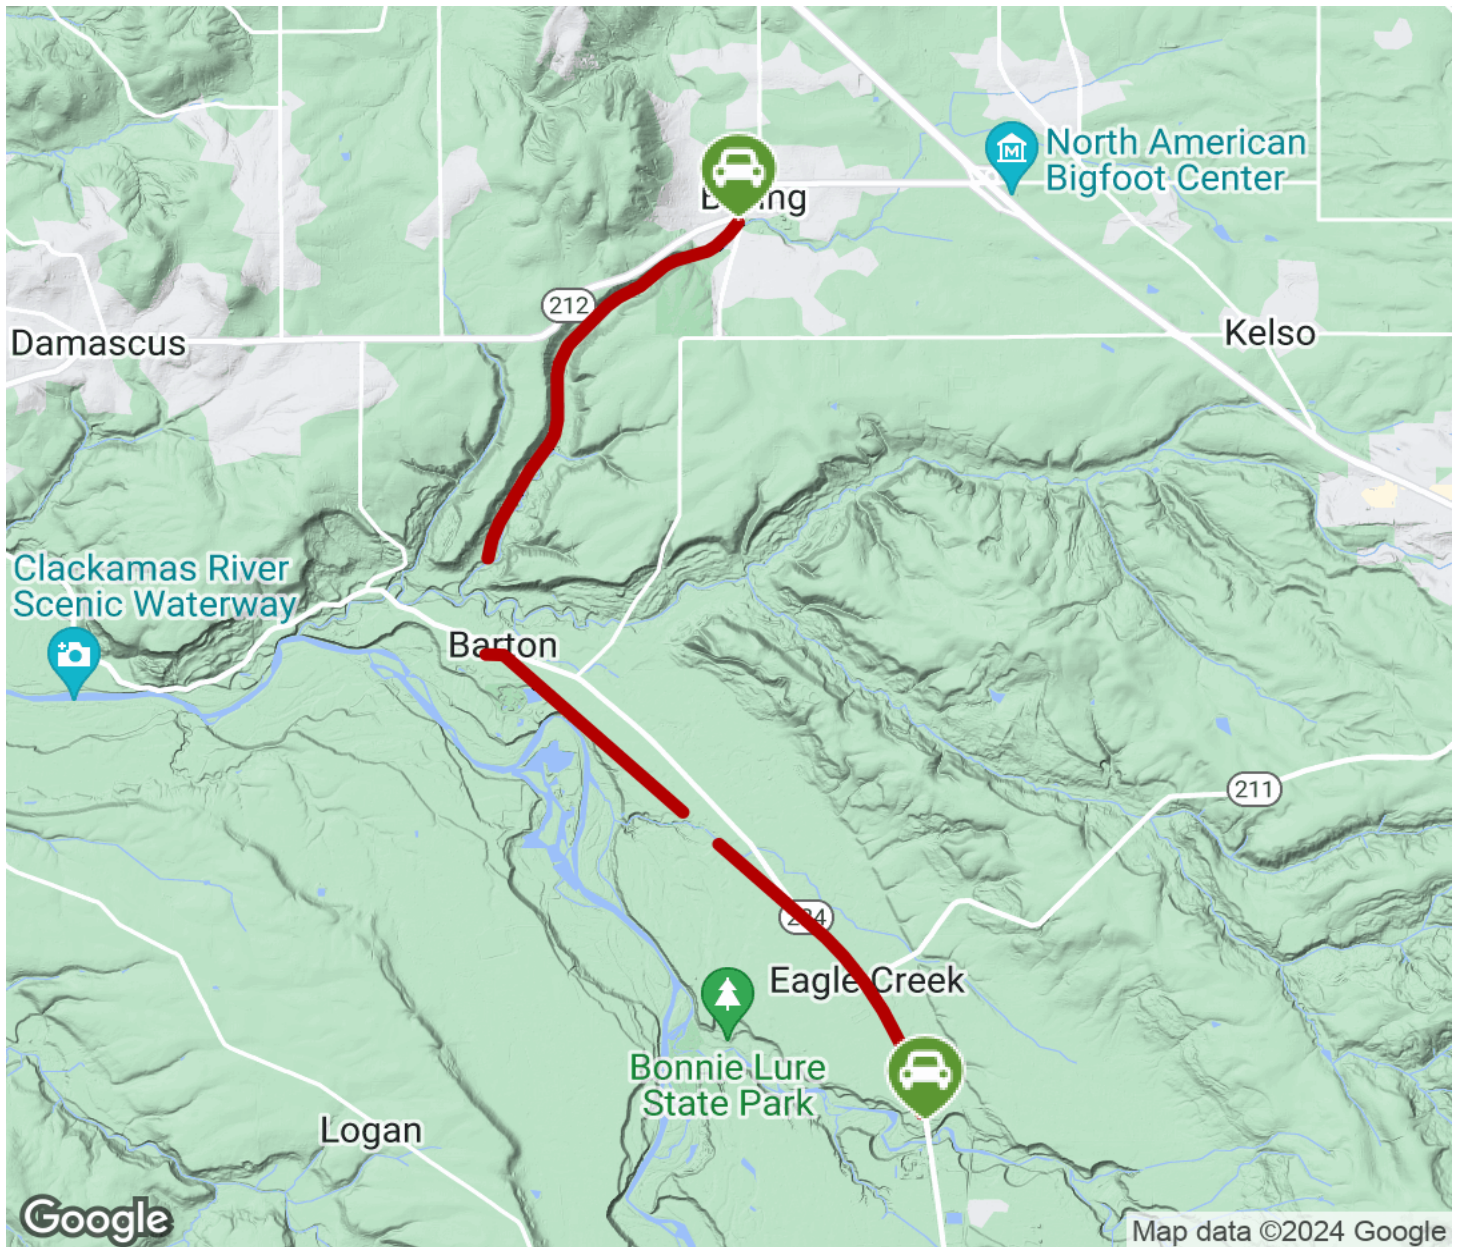 North American
Bigfoot Center
212
Damascus
Kelso
Clackamas River
Scenic Waterway
Barton
211
Eagle Creek
Bonnie Lure
State Park
Logan
Google
Map data ©2024 Google